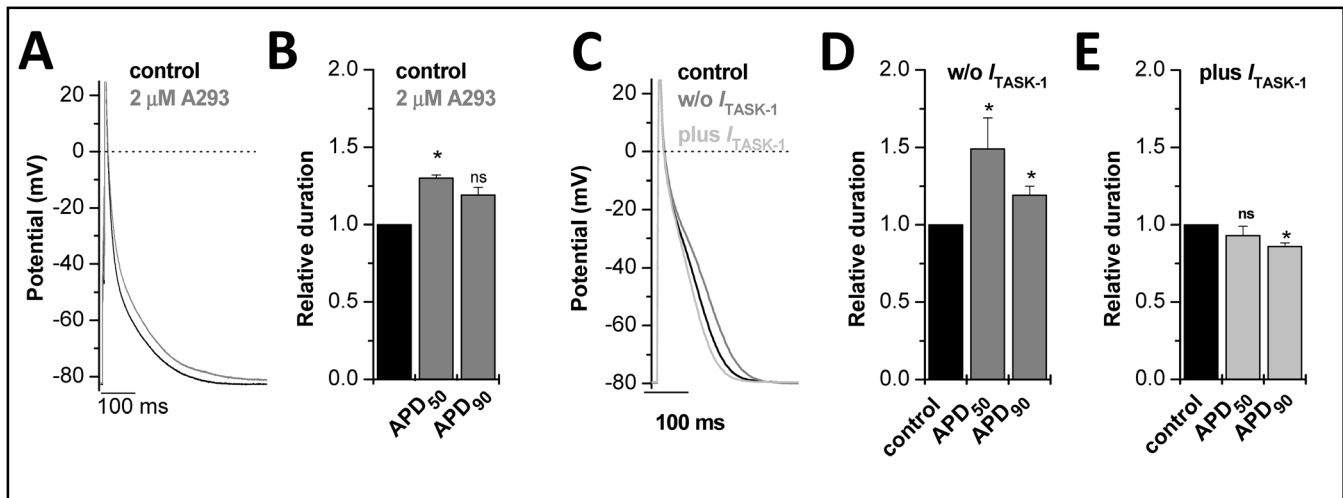 A
control
2 μM A293
Potential (mV)
20
0
-20
-40
-60
-80
100 ms
B
control
2 μM A293
Relative duration
2.0
1.5
1.0
0.5
0.0
*
ns
APD50
APD90
C
control
w/o ITASK-1
plus ITASK-1
Potential (mV)
20
0
-20
-40
-60
-80
100 ms
D
w/o ITASK-1
Relative duration
2.0
1.5
1.0
0.5
0.0
*
*
control
APD50
APD90
E
plus ITASK-1
Relative duration
2.0
1.5
1.0
0.5
0.0
ns
*
control
APD50
APD90